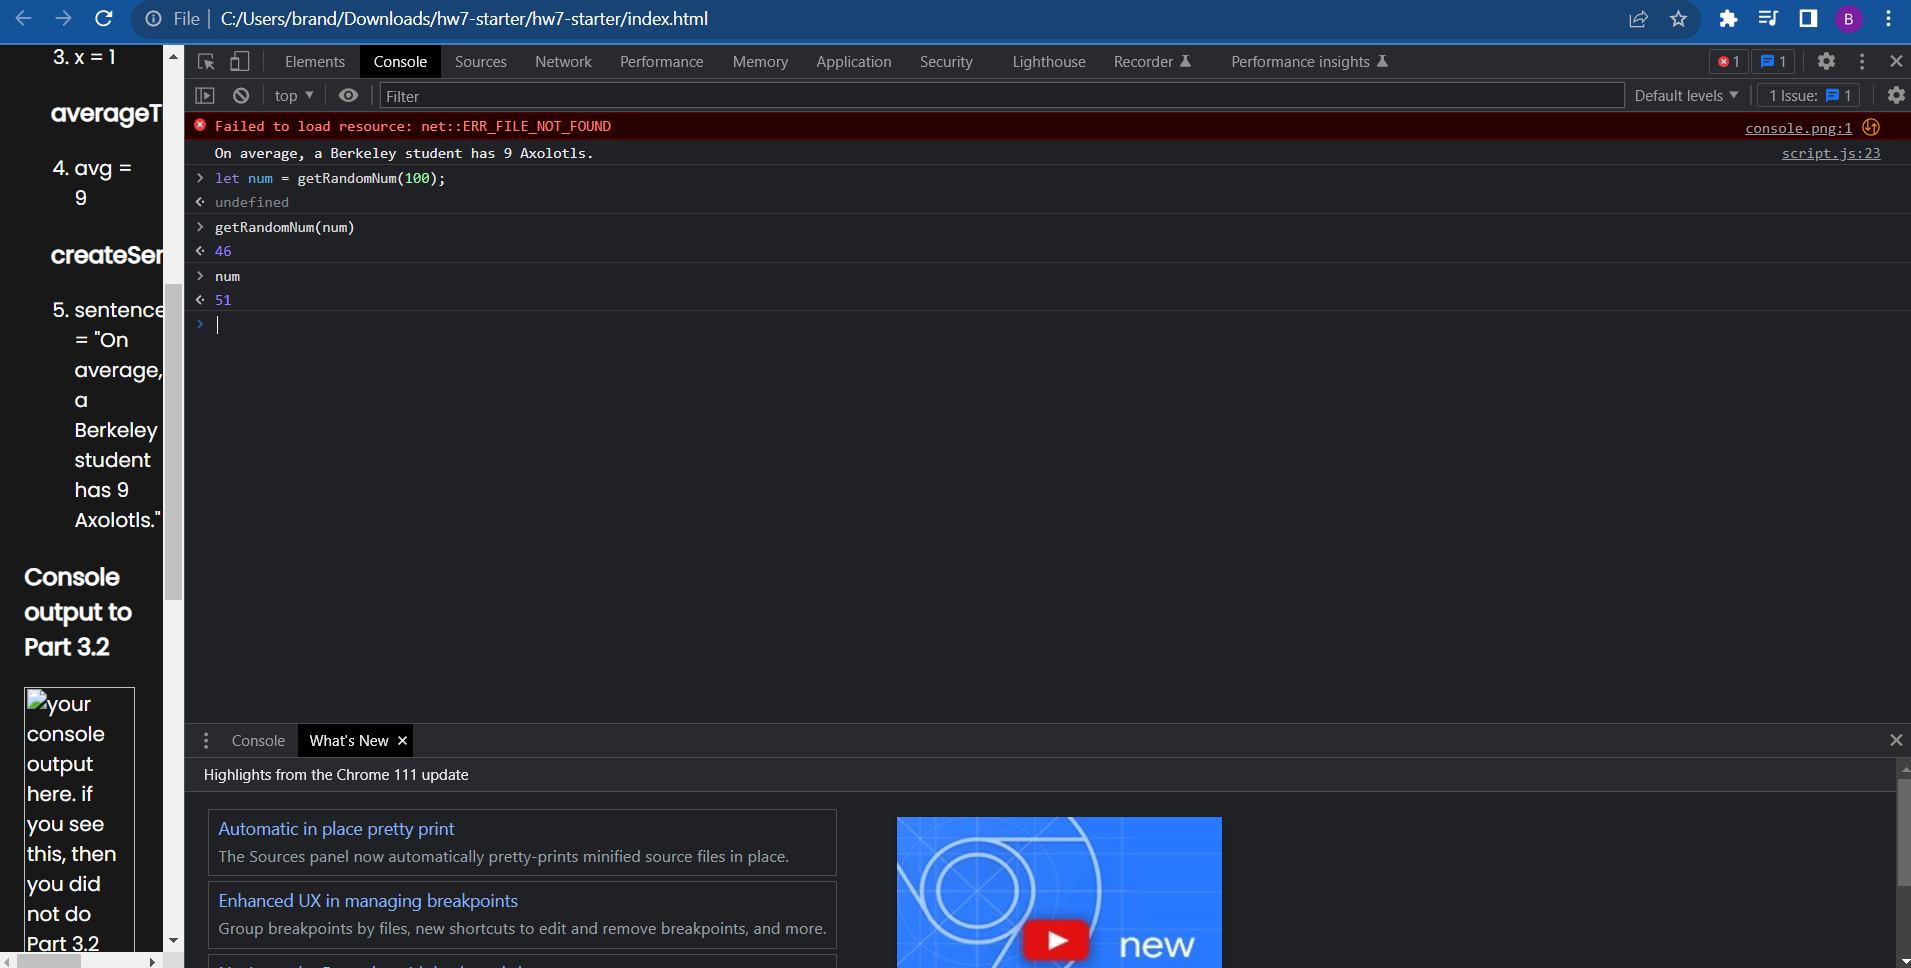 File
C:/Users/brand/Downloads/hw7-starter/hw7-starter/index.html
B
3. x = 1
averageT
4. avg =
9
createSer
5. sentence
= "On
average,
a
Berkeley
student
has 9
Axolotls."
Console
output to
Part 3.2
your
console
output
here. if
you see
this, then
you did
not do
Part 3.2
Elements Console Sources Network Performance Memory Application Security Lighthouse Recorder Performance insights 1 1
top Filter Default levels 1 Issue: 1
Failed to load resource: net::ERR_FILE_NOT_FOUND console.png:1
On average, a Berkeley student has 9 Axolotls. script.js:23
> let num = getRandomNum(100);
undefined
> getRandomNum(num)
46
> num
51
>
Console What's New
Highlights from the Chrome 111 update
Automatic in place pretty print
The Sources panel now automatically pretty-prints minified source files in place.
Enhanced UX in managing breakpoints
Group breakpoints by files, new shortcuts to edit and remove breakpoints, and more.
new